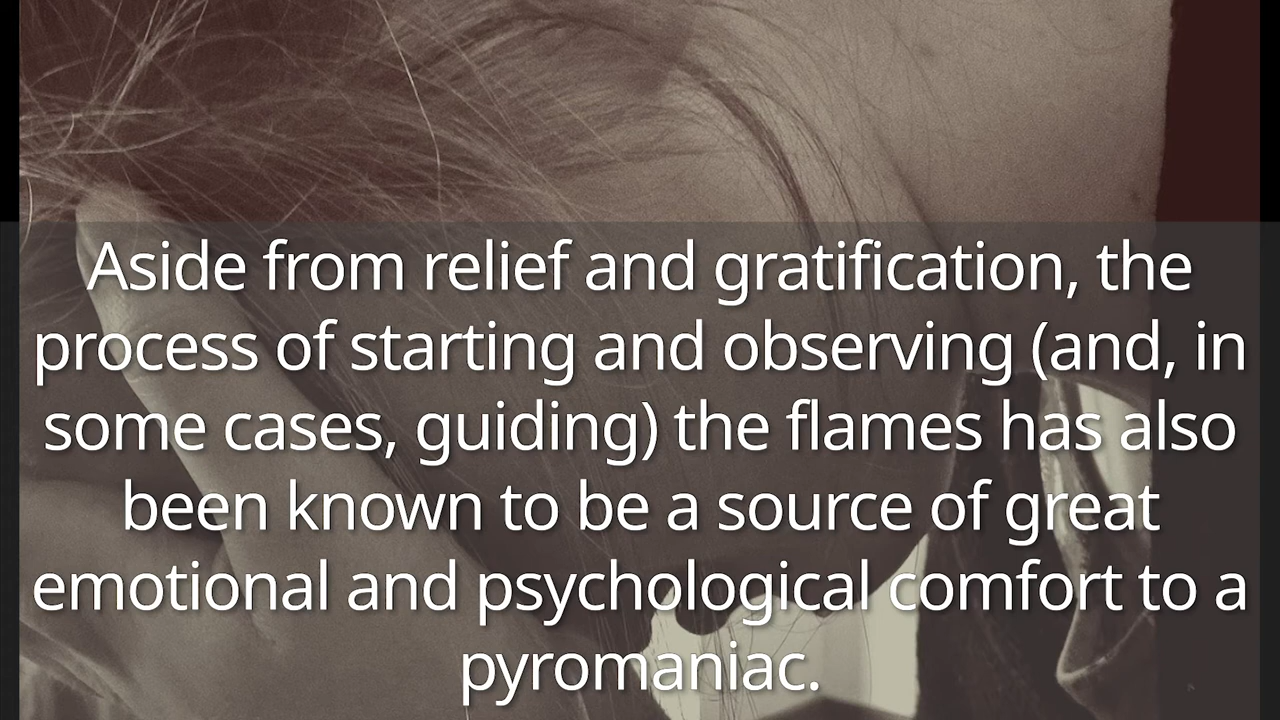 Aside from relief and gratification, the
process of starting and observing (and, in
some cases, guiding) the flames has also
been known to be a source of great
emotional and psychological comfort to a
pyromaniac.